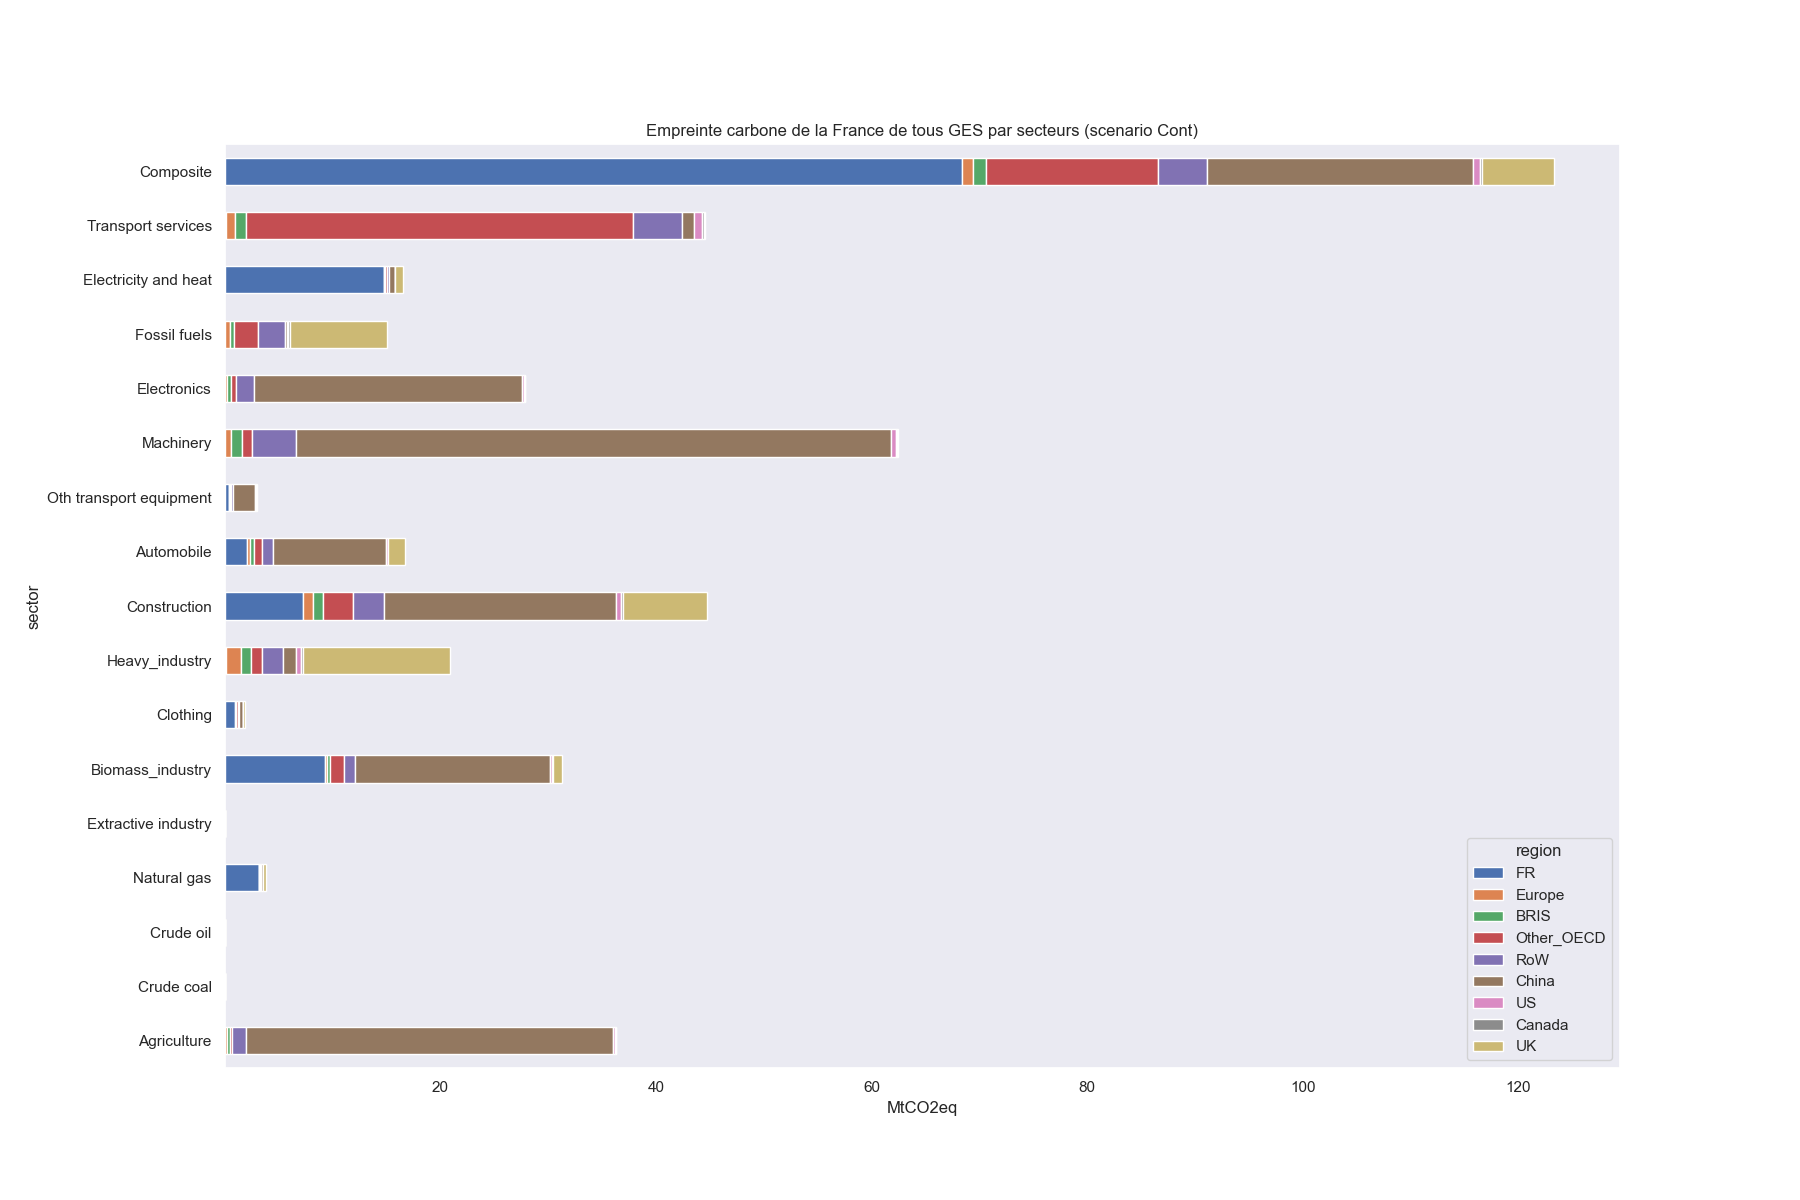 Empreinte carbone de la France de tous GES par secteurs (scenario Cont)
Composite
Transport services
Electricity and heat
Fossil fuels
Electronics
Machinery
Oth transport equipment
Automobile
Construction
Heavy_industry
Clothing
Biomass_industry
Extractive industry
Natural gas
Crude oil
Crude coal
Agriculture
sector
20 40 60 80 100 120
MtCO2eq
region
FR
Europe
BRIS
Other_OECD
RoW
China
US
Canada
UK